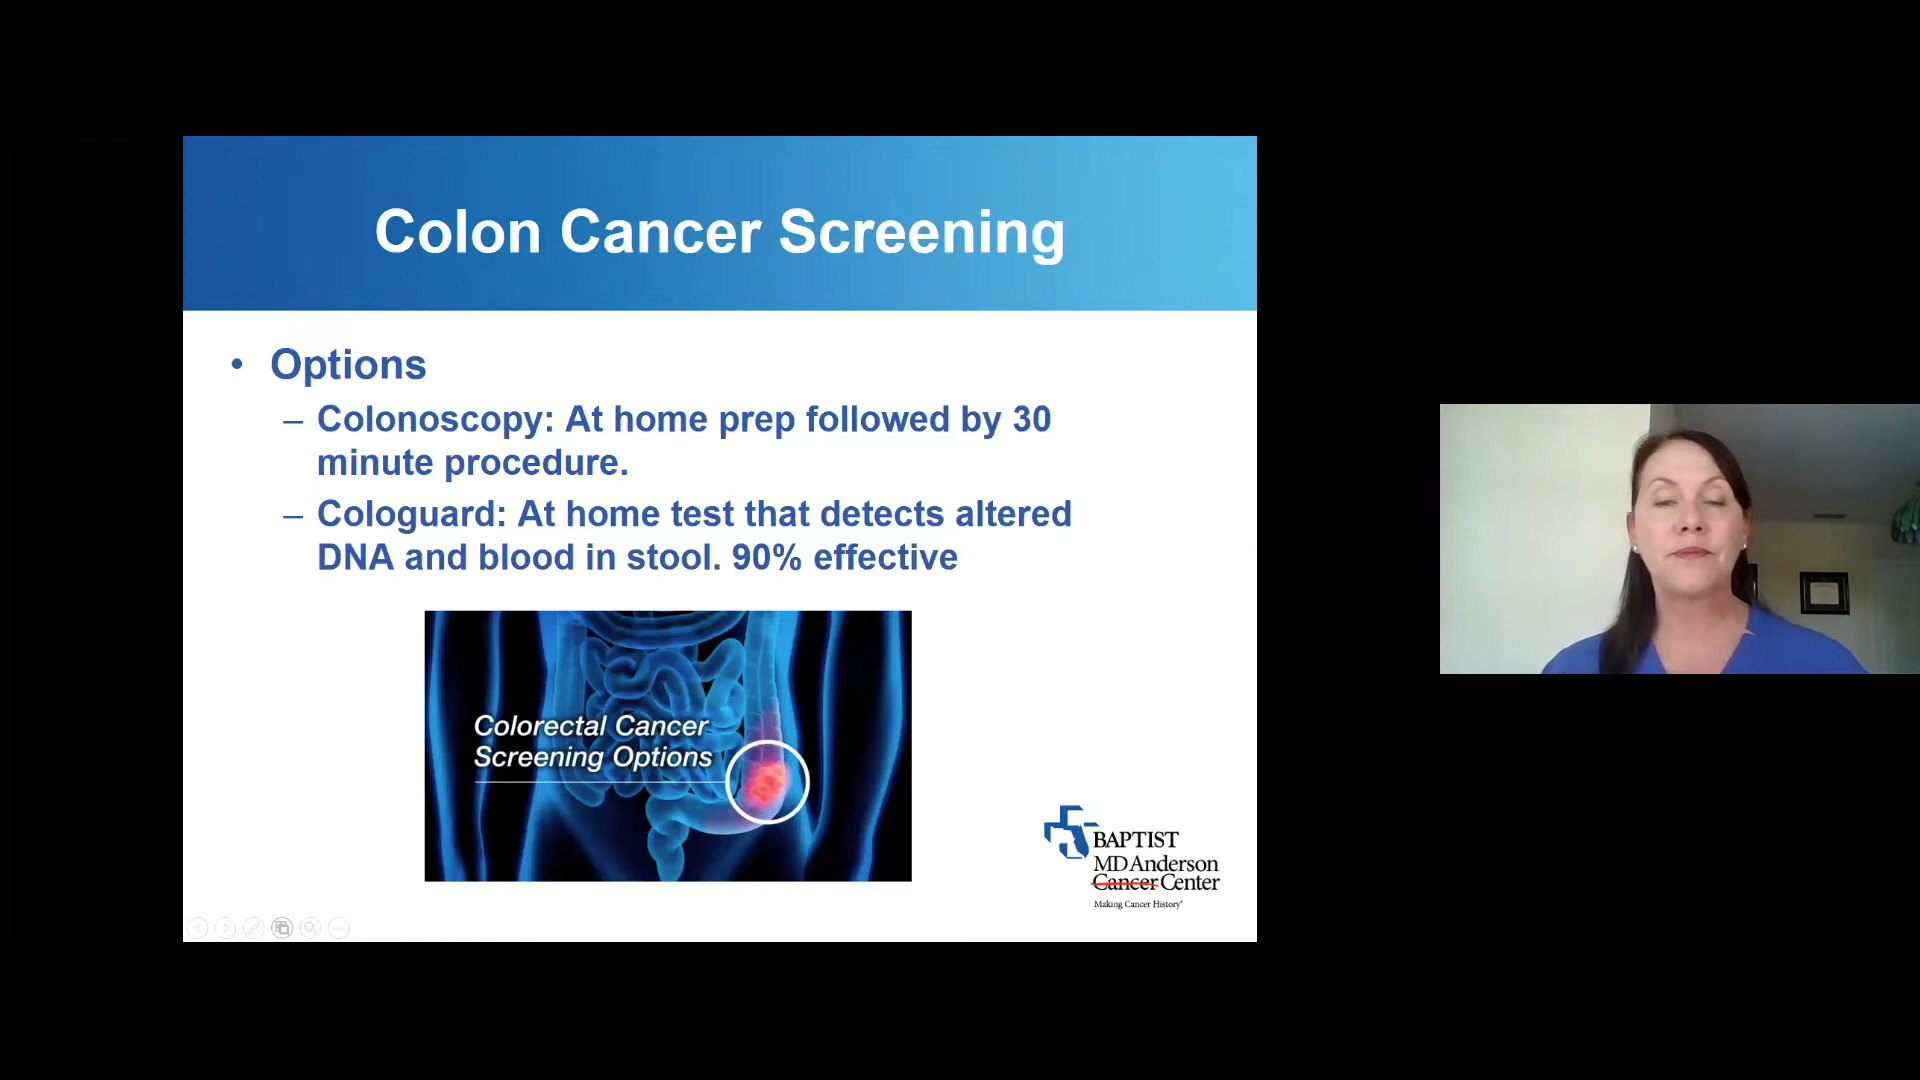 Colon Cancer Screening
• Options
– Colonoscopy: At home prep followed by 30
minute procedure.
– Cologuard: At home test that detects altered
DNA and blood in stool. 90% effective
Colorectal Cancer
Screening Options
BAPTIST
MD Anderson
Cancer Center
Making Cancer History®